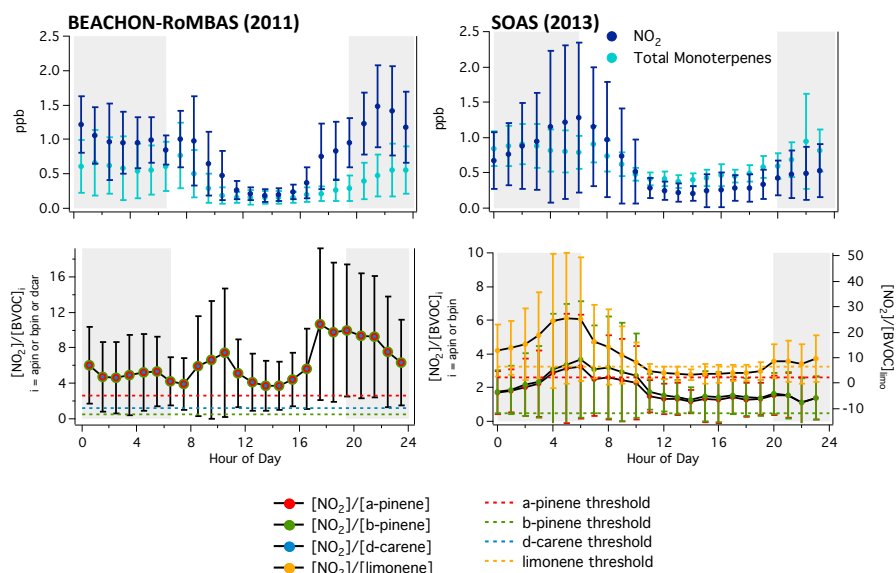 BEACHON-RoMBAS (2011)
SOAS (2013)
NO2
Total Monoterpenes
2.5
2.0
1.5
1.0
0.5
0.0
ppb
2.5
2.0
1.5
1.0
0.5
0.0
ppb
16
12
8
4
0
[NO2]/[BVOC]i
i = apin or bpin or dcar
0
4
8
12
16
20
24
Hour of Day
10
8
6
4
2
0
[NO2]/[BVOC]i
i = apin or bpin
50
40
30
20
10
0
-10
[NO2]/[BVOC]limo
0
4
8
12
16
20
24
Hour of Day
[NO2]/[a-pinene]
[NO2]/[b-pinene]
[NO2]/[d-carene]
[NO2]/[limonene]
a-pinene threshold
b-pinene threshold
d-carene threshold
limonene threshold